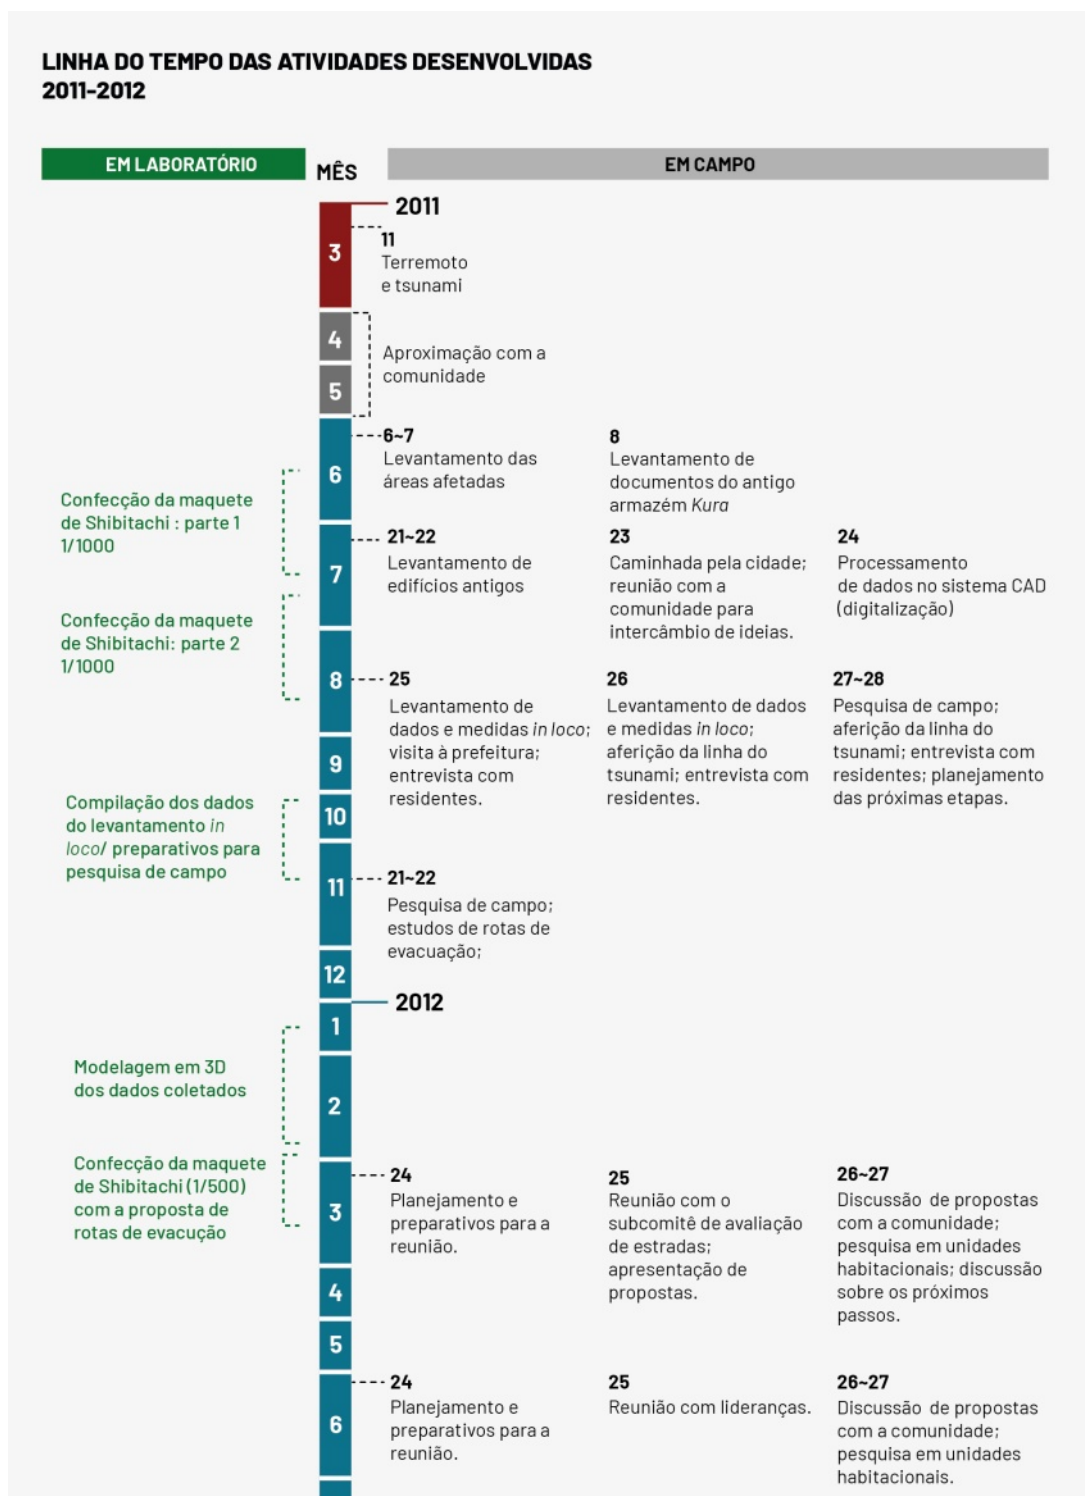 LINHA DO TEMPO DAS ATIVIDADES DESENVOLVIDAS
2011-2012
EM LABORATÓRIO
MÊS
EM CAMPO
2011
3
11
Terremoto
e tsunami
4
Aproximação com a
comunidade
5
6
6~7
Levantamento das
áreas afetadas
8
Levantamento de
documentos do antigo
armazém Kura
Confecção da maquete
de Shibitachi : parte 1
1/1000
7
21~22
Levantamento de
edifícios antigos
23
Caminhada pela cidade;
reunião com a
comunidade para
intercâmbio de ideias.
24
Processamento
de dados no sistema CAD
(digitalização)
Confecção da maquete
de Shibitachi: parte 2
1/1000
8
25
Levantamento de
dados e medidas in loco;
visita à prefeitura;
entrevista com
residentes.
26
Levantamento de dados
e medidas in loco;
aferição da linha do
tsunami; entrevista com
residentes.
27~28
Pesquisa de campo;
aferição da linha do
tsunami; entrevista com
residentes; planejamento
das próximas etapas.
9
Compilação dos dados
do levantamento in
loco/ preparativos para
pesquisa de campo
10
11
21~22
Pesquisa de campo;
estudos de rotas de
evacuação;
12
2012
1
Modelagem em 3D
dos dados coletados
2
Confecção da maquete
de Shibitachi (1/500)
com a proposta de
rotas de evacução
3
24
Planejamento e
preparativos para a
reunião.
25
Reunião com o
subcomitê de avaliação
de estradas;
apresentação de
propostas.
26~27
Discussão de propostas
com a comunidade;
pesquisa em unidades
habitacionais; discussão
sobre os próximos
passos.
4
5
6
24
Planejamento e
preparativos para a
reunião.
25
Reunião com lideranças.
26~27
Discussão de propostas
com a comunidade;
pesquisa em unidades
habitacionais.